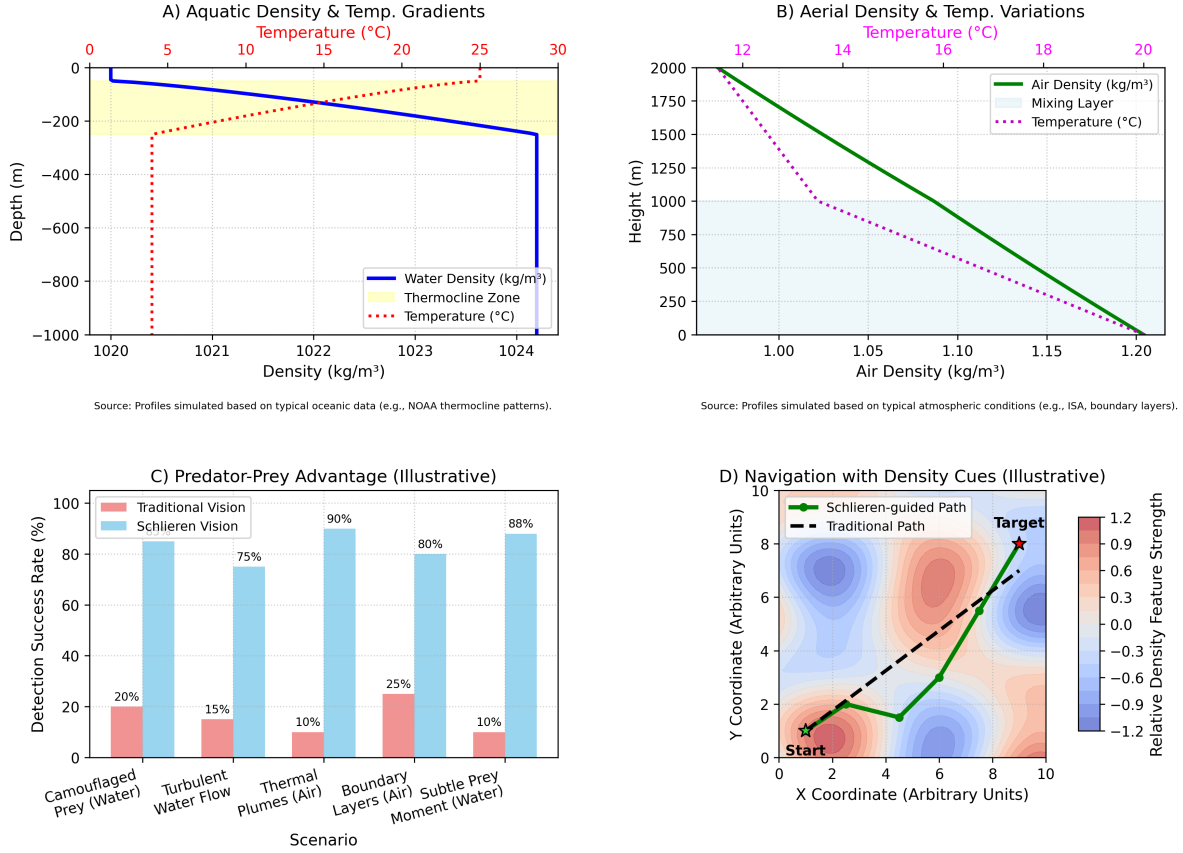 A) Aquatic Density & Temp. Gradients
Temperature (°C)
0 5 10 15 20 25 30
0
−200
−400
−600
−800
−1000
Depth (m)
Water Density (kg/m³)
Thermocline Zone
Temperature (°C)
1020 1021 1022 1023 1024
Density (kg/m³)
Source: Profiles simulated based on typical oceanic data (e.g., NOAA thermocline patterns).
B) Aerial Density & Temp. Variations
Temperature (°C)
12 14 16 18 20
2000
1750
1500
1250
1000
750
500
250
0
Height (m)
Air Density (kg/m³)
Mixing Layer
Temperature (°C)
1.00 1.05 1.10 1.15 1.20
Air Density (kg/m³)
Source: Profiles simulated based on typical atmospheric conditions (e.g., ISA, boundary layers).
C) Predator-Prey Advantage (Illustrative)
100
80
60
40
20
0
Detection Success Rate (%)
Traditional Vision
Schlieren Vision
20%
85%
15%
75%
10%
90%
25%
80%
10%
88%
Camouflaged
Prey (Water)
Turbulent
Water Flow
Thermal
Plumes (Air)
Boundary
Layers (Air)
Subtle Prey
Moment (Water)
Scenario
D) Navigation with Density Cues (Illustrative)
10
8
6
4
2
0
Y Coordinate (Arbitrary Units)
Schlieren-guided Path
Traditional Path
Target
Start
0 2 4 6 8 10
X Coordinate (Arbitrary Units)
1.2
0.9
0.6
0.3
0.0
−0.3
−0.6
−0.9
−1.2
Relative Density Feature Strength